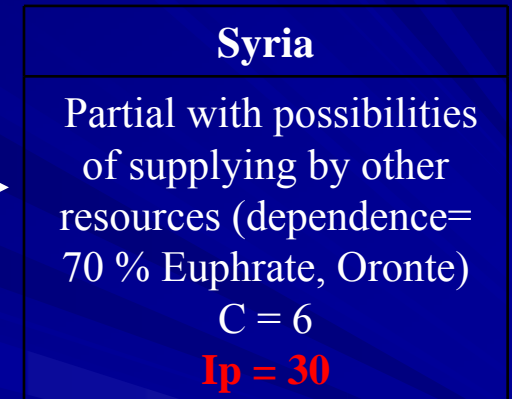 Syria
Partial with possibilities
of supplying by other
resources (dependence=
70 % Euphrate, Oronte)
C = 6
Ip = 30